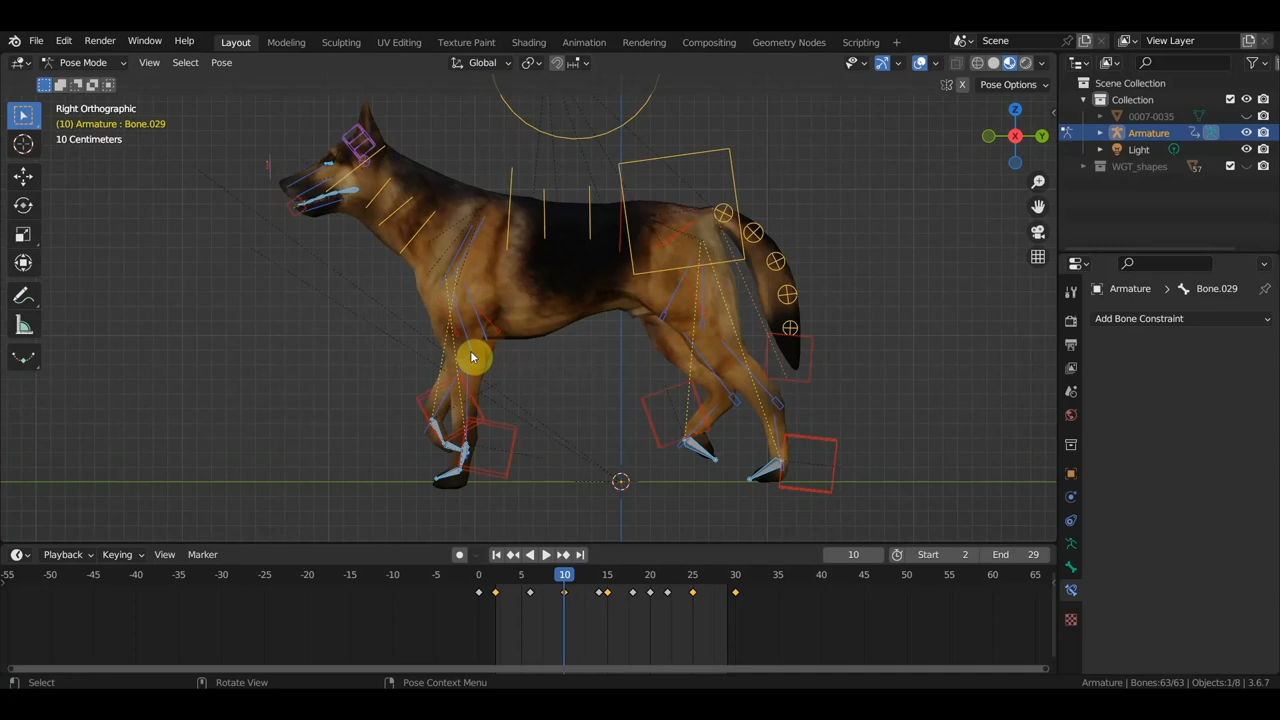 File Edit Render Window Help Layout Modeling Sculpting UV Editing Texture Paint Shading Animation Rendering Compositing Geometry Nodes Scripting + Scene View Layer
Pose Mode View Select Pose Global
X Pose Options
Right Orthographic
(10) Armature : Bone.029
10 Centimeters
Z
Y
X
Scene Collection
Collection
0007-0035
Armature
Light
WGT_shapes 57
Armature > Bone.029
Add Bone Constraint
Playback Keying View Marker 10 Start 2 End 29
-55 -50 -45 -40 -35 -30 -25 -20 -15 -10 -5 0 5 10 15 20 25 30 35 40 45 50 55 60 65
Select Rotate View Pose Context Menu Armature | Bones:63/63 | Objects:1/8 | 3.6.7